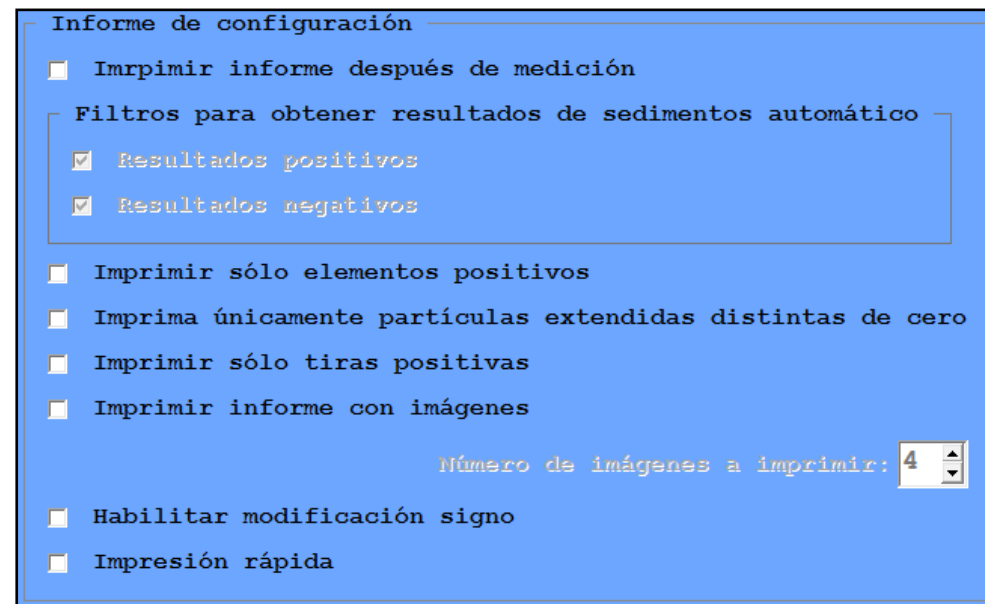 Informe de configuración
Imrpimir informe después de medición
Filtros para obtener resultados de sedimentos automático
Resultados positivos
Resultados negativos
Imprimir sólo elementos positivos
Imprima únicamente partículas extendidas distintas de cero
Imprimir sólo tiras positivas
Imprimir informe con imágenes
Número de imágenes a imprimir: 4
Habilitar modificación signo
Impresión rápida